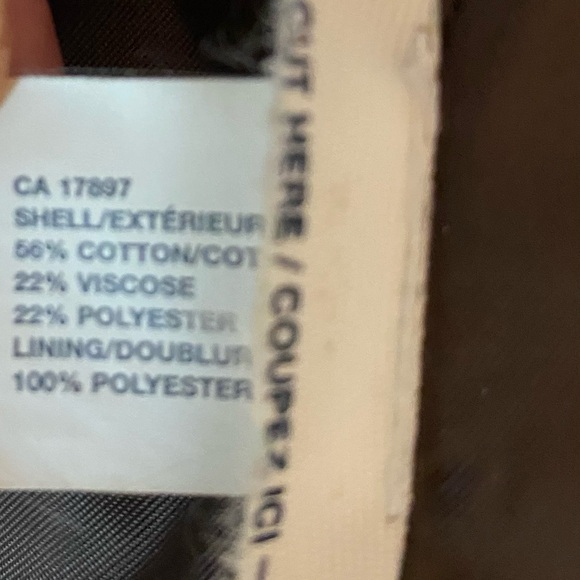 CA 17897
SHELL/EXTÉRIEUR
56% COTTON/COT
22% VISCOSE
22% POLYESTER
LINING/DOUBLUR
100% POLYESTER
CUT HERE / COUPEZ ICI -